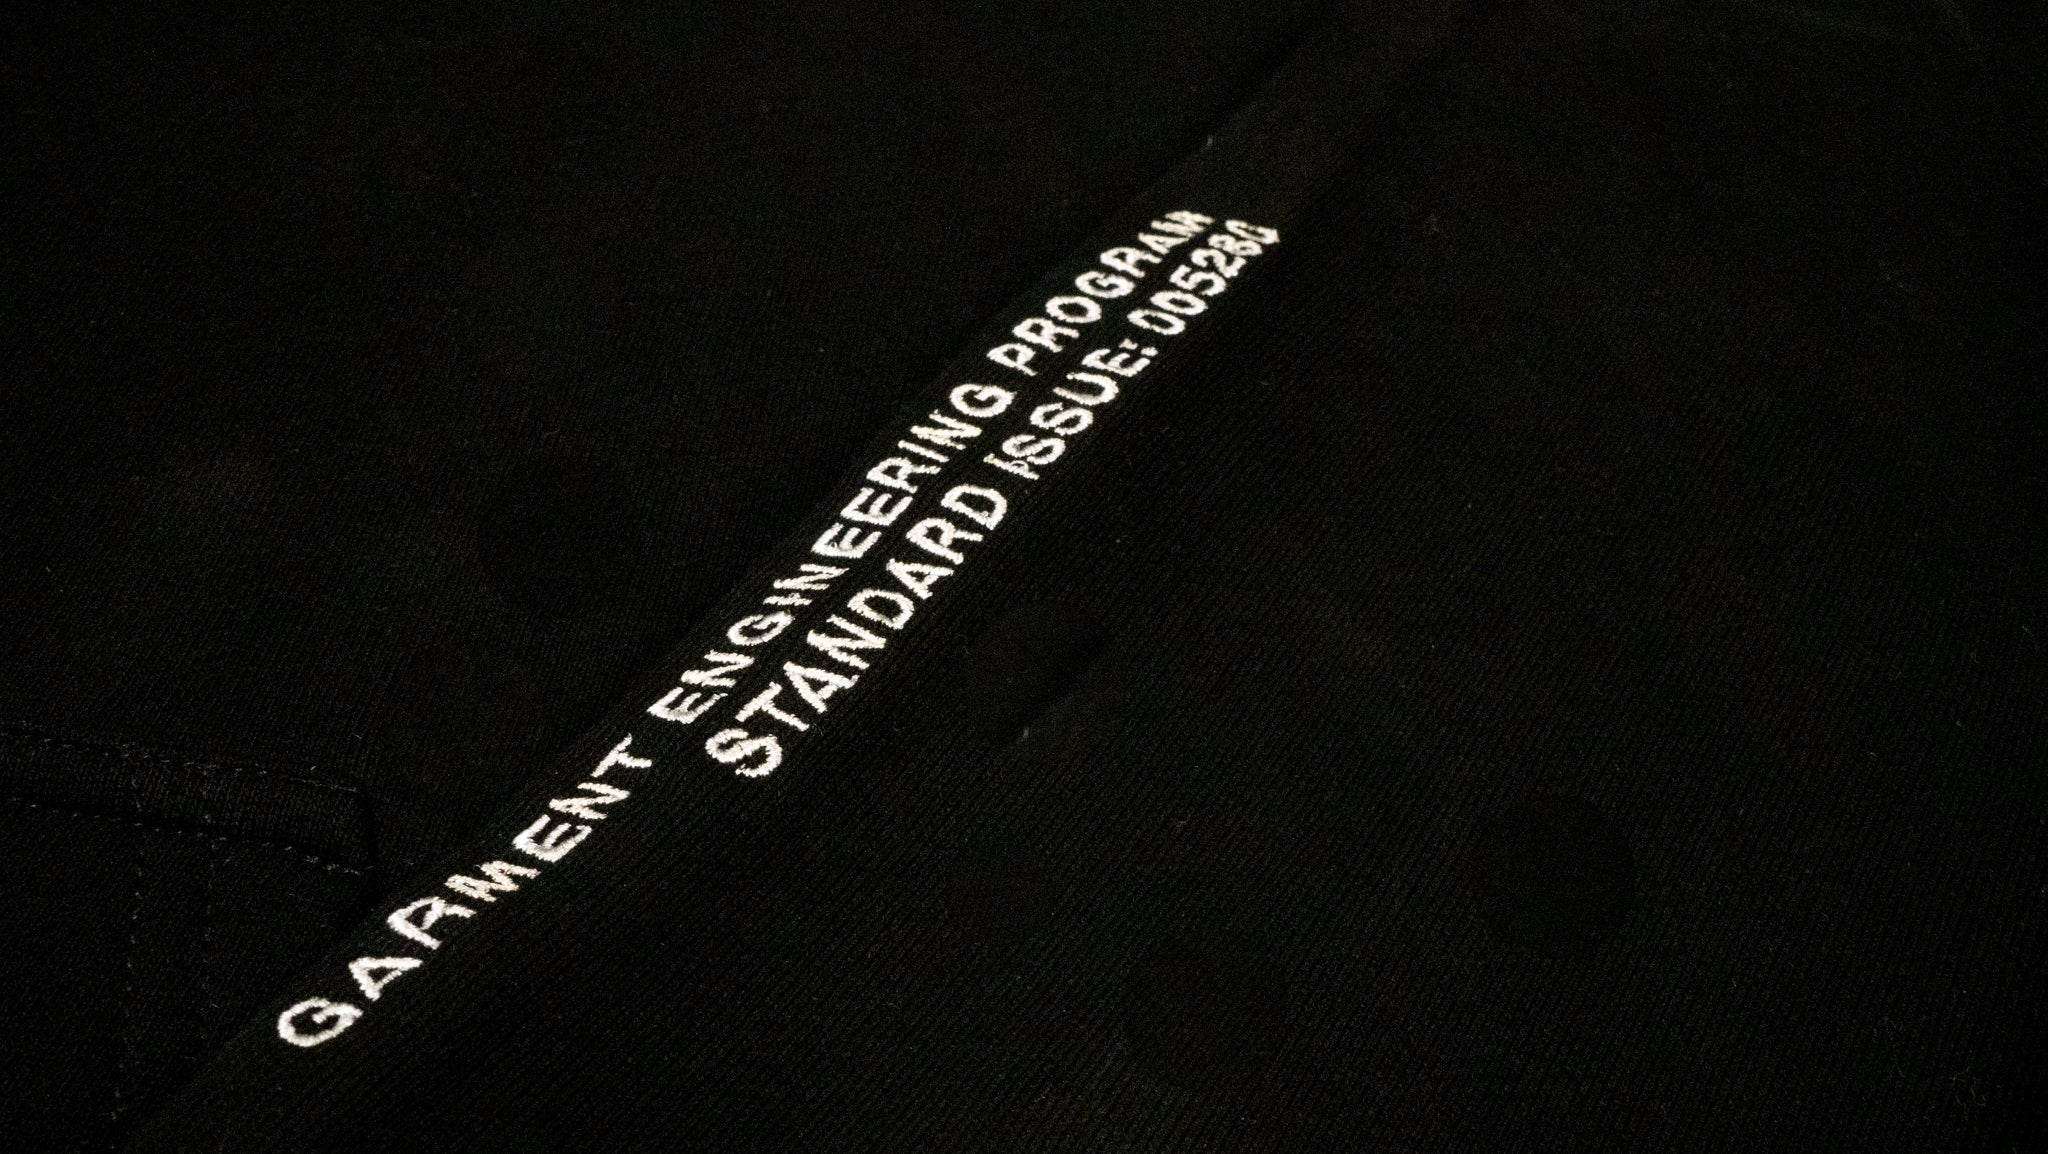 GARMENT ENGINEERING PROGRAM
STANDARD ISSUE: 005280